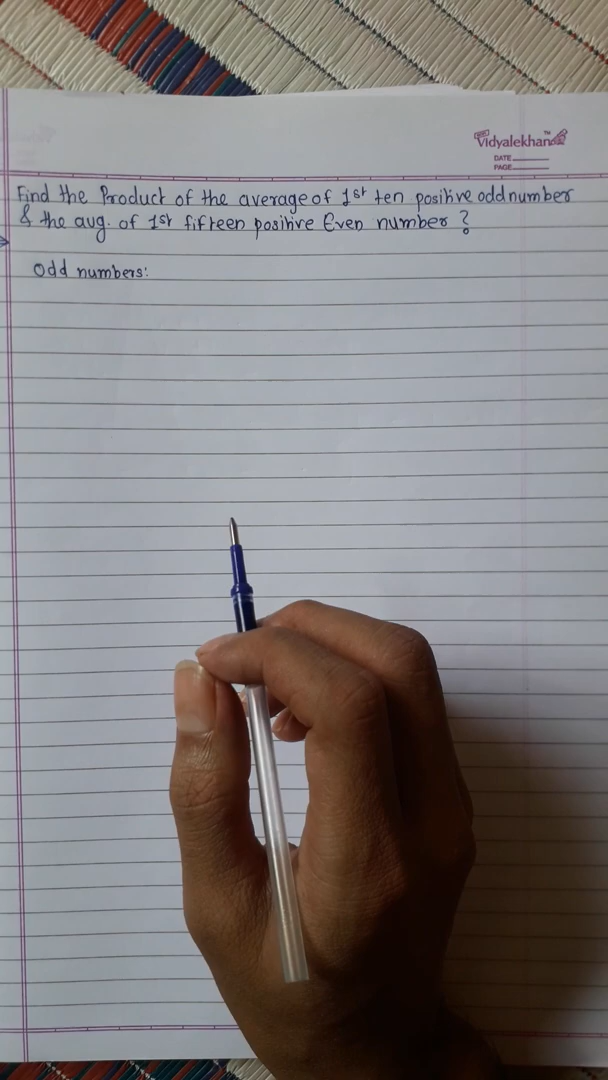 Vidyalekhan™
DATE
PAGE
Find the Product of the average of 1st ten positive odd number
& the avg. of 1st fifteen positive Even number ?
Odd numbers: